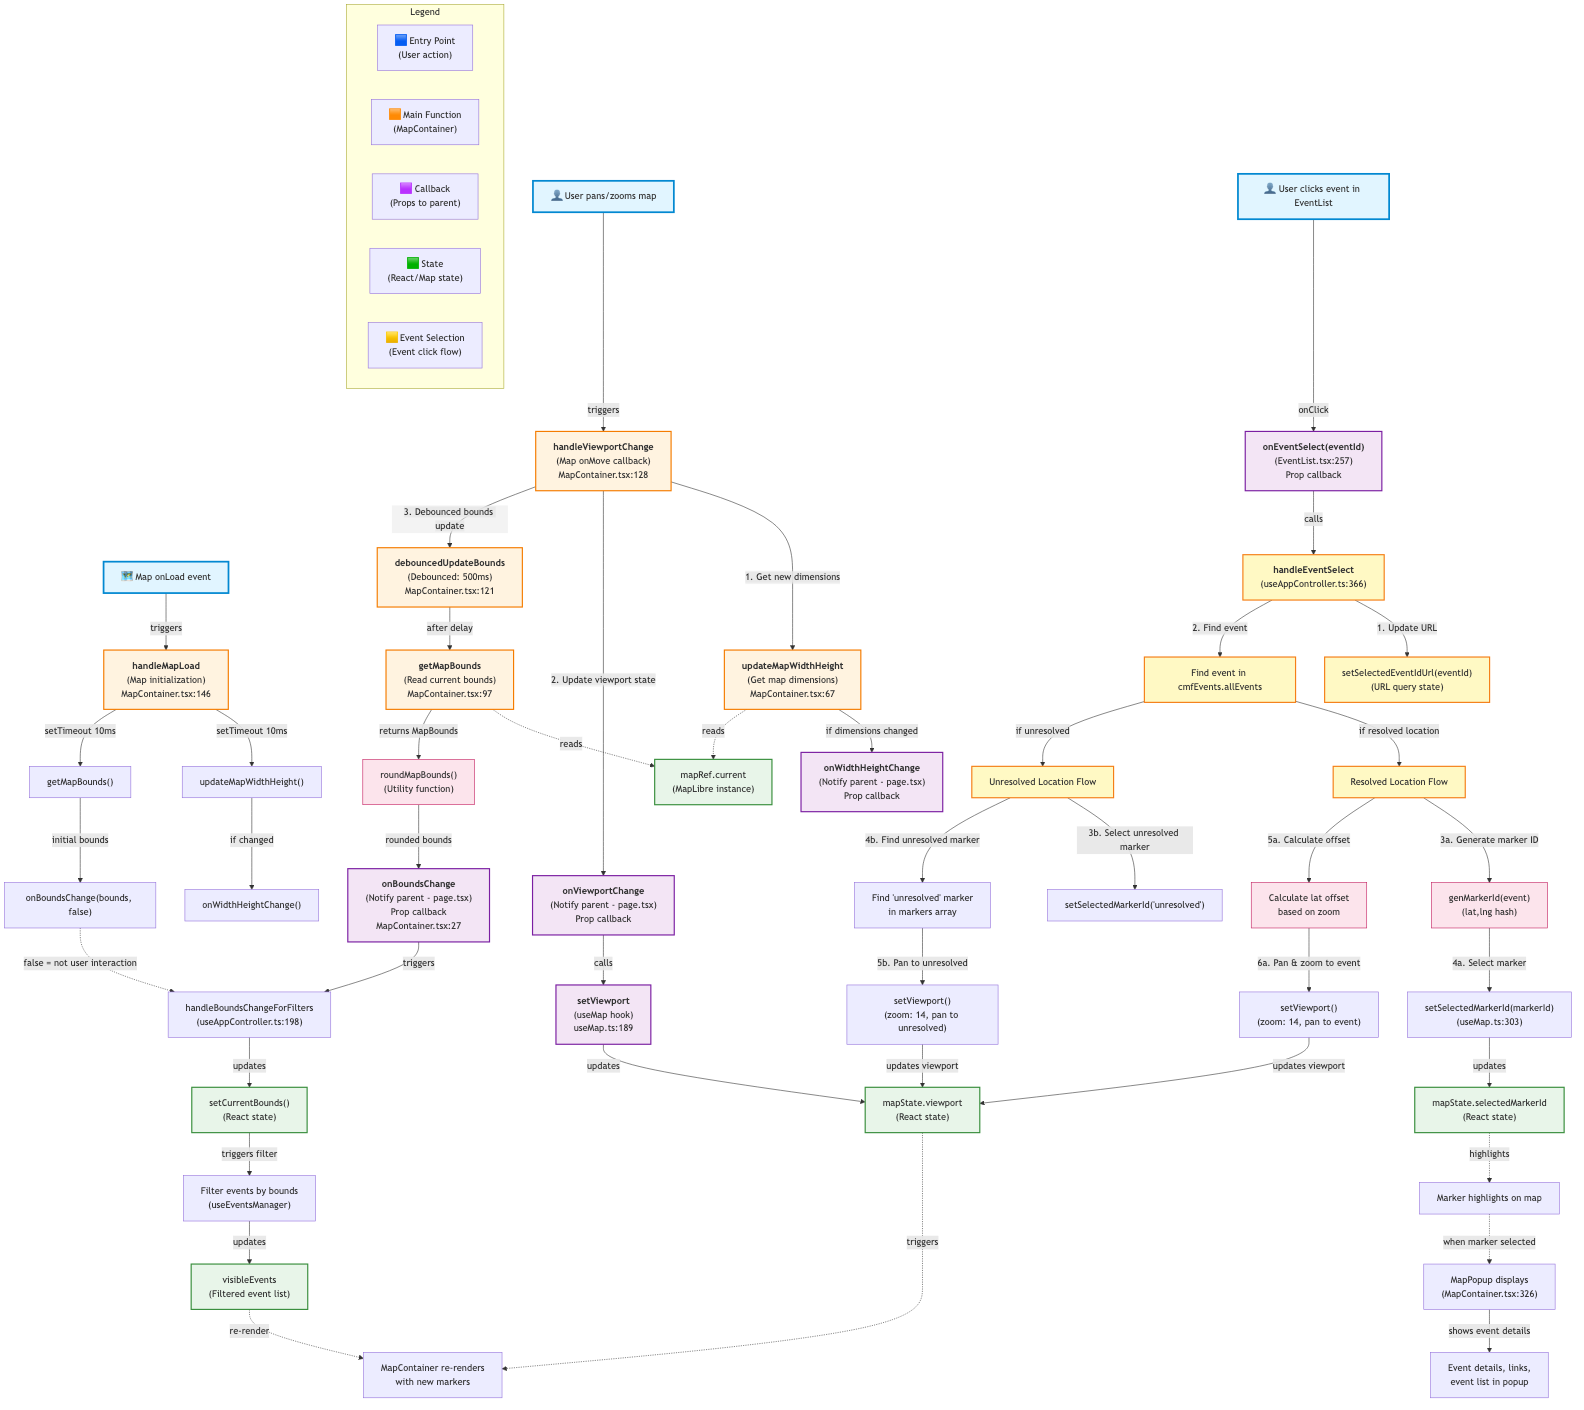 Legend
Entry Point
(User action)
Main Function
(MapContainer)
Callback
(Props to parent)
State
(React/Map state)
Event Selection
(Event click flow)
User pans/zooms map
triggers
handleViewportChange
(Map onMove callback)
MapContainer.tsx:128
3. Debounced bounds
update
debouncedUpdateBounds
(Debounced: 500ms)
MapContainer.tsx:121
after delay
getMapBounds
(Read current bounds)
MapContainer.tsx:97
returns MapBounds
reads
roundMapBounds()
(Utility function)
rounded bounds
onBoundsChange
(Notify parent - page.tsx)
Prop callback
MapContainer.tsx:27
triggers
2. Update viewport state
onViewportChange
(Notify parent - page.tsx)
Prop callback
calls
setViewport
(useMap hook)
useMap.ts:189
updates
1. Get new dimensions
updateMapWidthHeight
(Get map dimensions)
MapContainer.tsx:67
reads
if dimensions changed
mapRef.current
(MapLibre instance)
onWidthHeightChange
(Notify parent - page.tsx)
Prop callback
Map onLoad event
triggers
handleMapLoad
(Map initialization)
MapContainer.tsx:146
setTimeout 10ms
setTimeout 10ms
getMapBounds()
updateMapWidthHeight()
initial bounds
if changed
onBoundsChange(bounds,
false)
onWidthHeightChange()
false = not user interaction
handleBoundsChangeForFilters
(useAppController.ts:198)
updates
setCurrentBounds()
(React state)
triggers filter
Filter events by bounds
(useEventsManager)
updates
visibleEvents
(Filtered event list)
re-render
MapContainer re-renders
with new markers
User clicks event in
EventList
onClick
onEventSelect(eventId)
(EventList.tsx:257)
Prop callback
calls
handleEventSelect
(useAppController.ts:366)
2. Find event
1. Update URL
Find event in
cmfEvents.allEvents
setSelectedEventIdUrl(eventId)
(URL query state)
if unresolved
if resolved location
Unresolved Location Flow
Resolved Location Flow
4b. Find unresolved marker
3b. Select unresolved
marker
5a. Calculate offset
3a. Generate marker ID
Find 'unresolved' marker
in markers array
setSelectedMarkerId('unresolved')
Calculate lat offset
based on zoom
genMarkerId(event)
(lat,lng hash)
5b. Pan to unresolved
6a. Pan & zoom to event
4a. Select marker
setViewport()
(zoom: 14, pan to
unresolved)
setViewport()
(zoom: 14, pan to event)
setSelectedMarkerId(markerId)
(useMap.ts:303)
updates viewport
updates viewport
updates
mapState.viewport
(React state)
mapState.selectedMarkerId
(React state)
triggers
highlights
Marker highlights on map
when marker selected
MapPopup displays
(MapContainer.tsx:326)
shows event details
Event details, links,
event list in popup